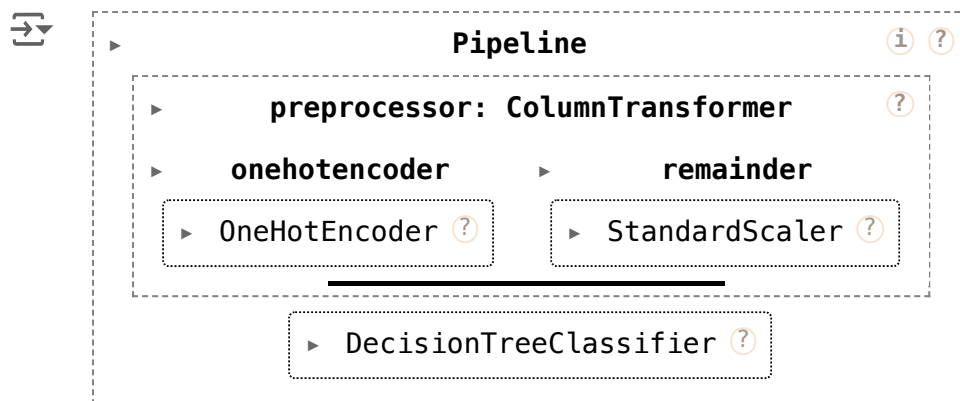 Pipeline i ?
preprocessor: ColumnTransformer ?
onehotencoder remainder
OneHotEncoder ? StandardScaler ?
DecisionTreeClassifier ?